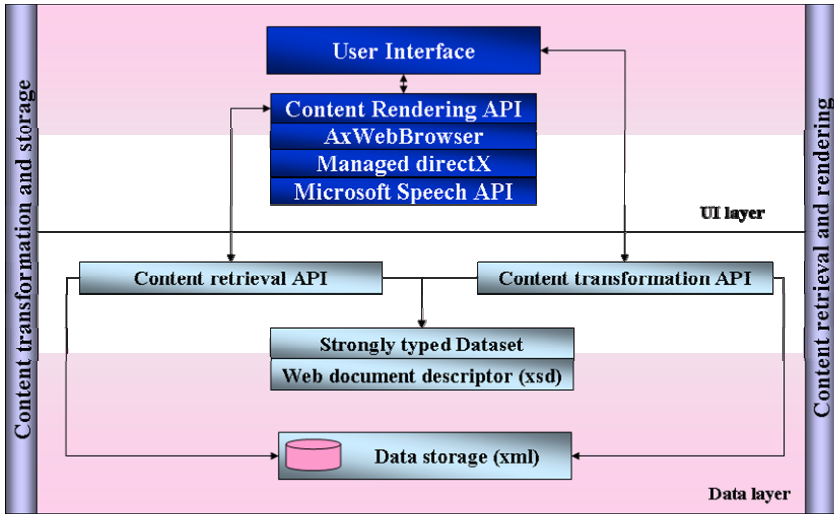 Content transformation and storage
User Interface
Content Rendering API
AxWebBrowser
Managed directX
Microsoft Speech API
UI layer
Content retrieval API
Content transformation API
Strongly typed Dataset
Web document descriptor (xsd)
Data storage (xml)
Data layer
Content retrieval and rendering